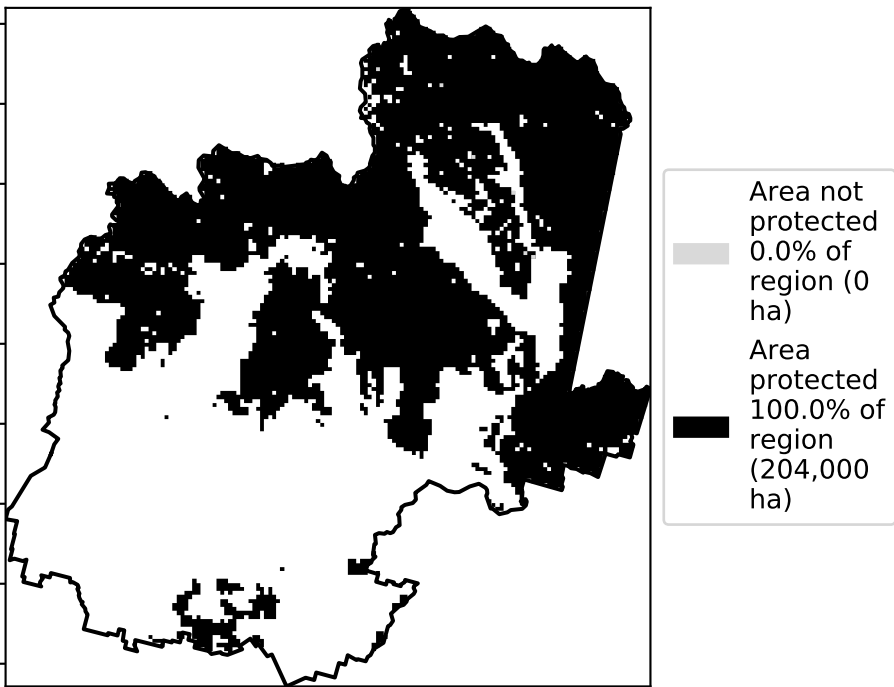 Area not
protected
0.0% of
region (0
ha)
Area
protected
100.0% of
region
(204,000
ha)